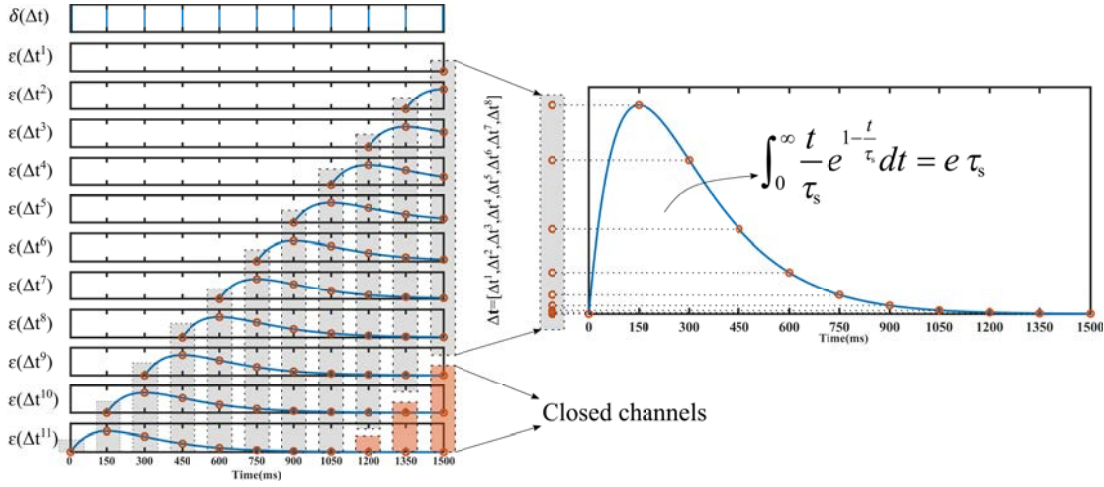 δ(Δt)
ε(Δt¹)
ε(Δt²)
ε(Δt³)
ε(Δt⁴)
ε(Δt⁵)
ε(Δt⁶)
ε(Δt⁷)
ε(Δt⁸)
ε(Δt⁹)
ε(Δt¹⁰)
ε(Δt¹¹)
0 150 300 450 600 750 900 1050 1200 1350 1500
Time(ms)
Δt=[Δt¹,Δt²,Δt³,Δt⁴,Δt⁵,Δt⁶,Δt⁷,Δt⁸]
∫₀^∞ t/τₛ e^(1−t/τₛ) dt = e τₛ
0 150 300 450 600 750 900 1050 1200 1350 1500
Time(ms)
Closed channels